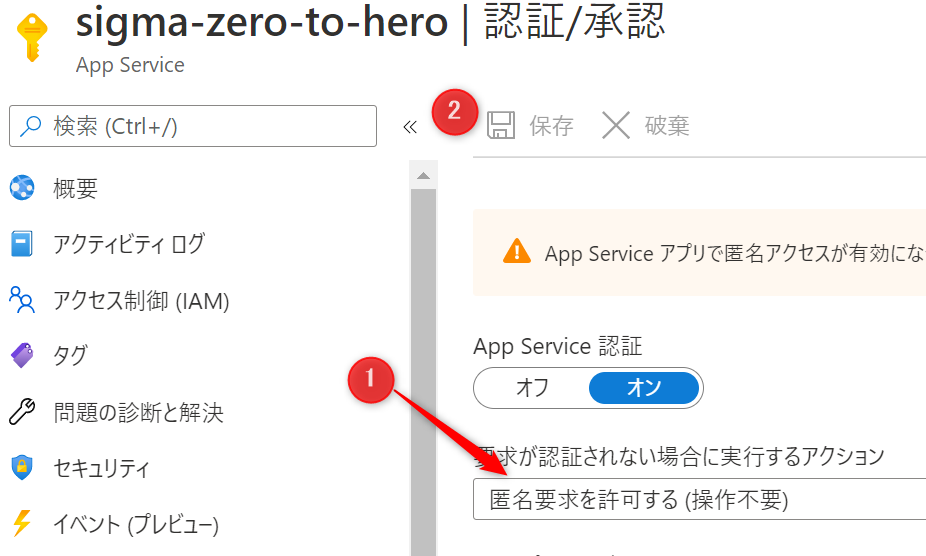 sigma-zero-to-hero | 認証/承認
App Service
検索 (Ctrl+/)
«
2
保存
破棄
概要
アクティビティ ログ
アクセス制御 (IAM)
タグ
問題の診断と解決
セキュリティ
イベント (プレビュー)
App Service アプリで匿名アクセスが有効にな
App Service 認証
オフ
オン
1
要求が認証されない場合に実行するアクション
匿名要求を許可する (操作不要)